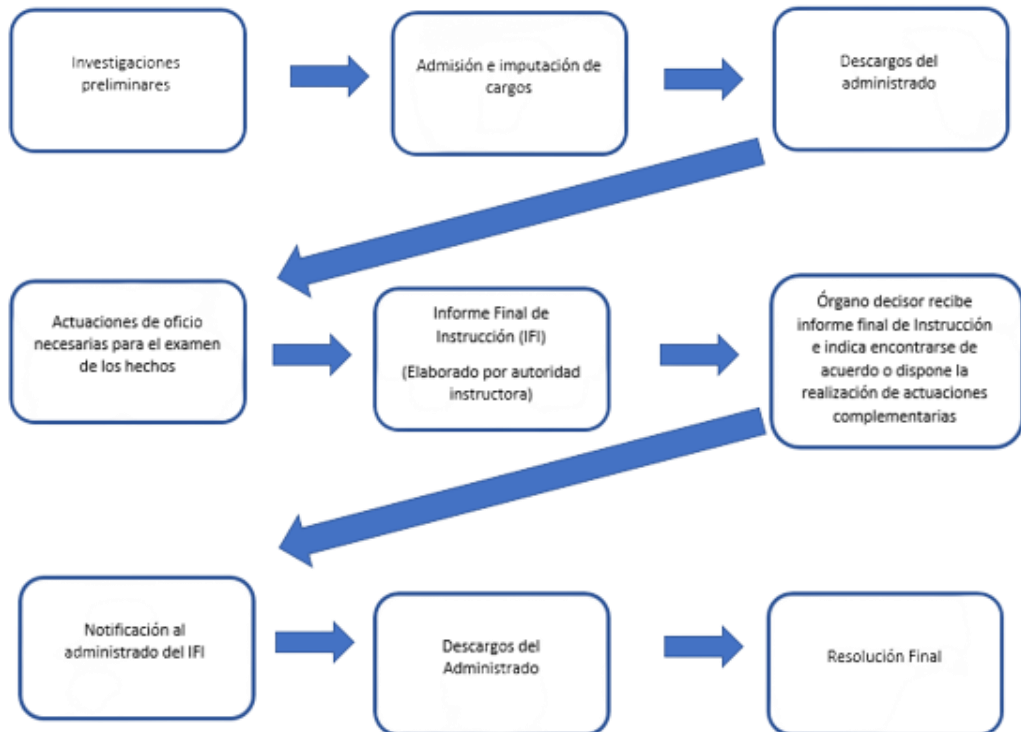 Investigaciones
preliminares
Admisión e imputación de
cargos
Descargos del
administrado
Actuaciones de oficio
necesarias para el examen
de los hechos
Informe Final de
Instrucción (IFI)
(Elaborado por autoridad
instructora)
Órgano decisor recibe
informe final de Instrucción
e indica encontrarse de
acuerdo o dispone la
realización de actuaciones
complementarias
Notificación al
administrado del IFI
Descargos del
Administrado
Resolución Final